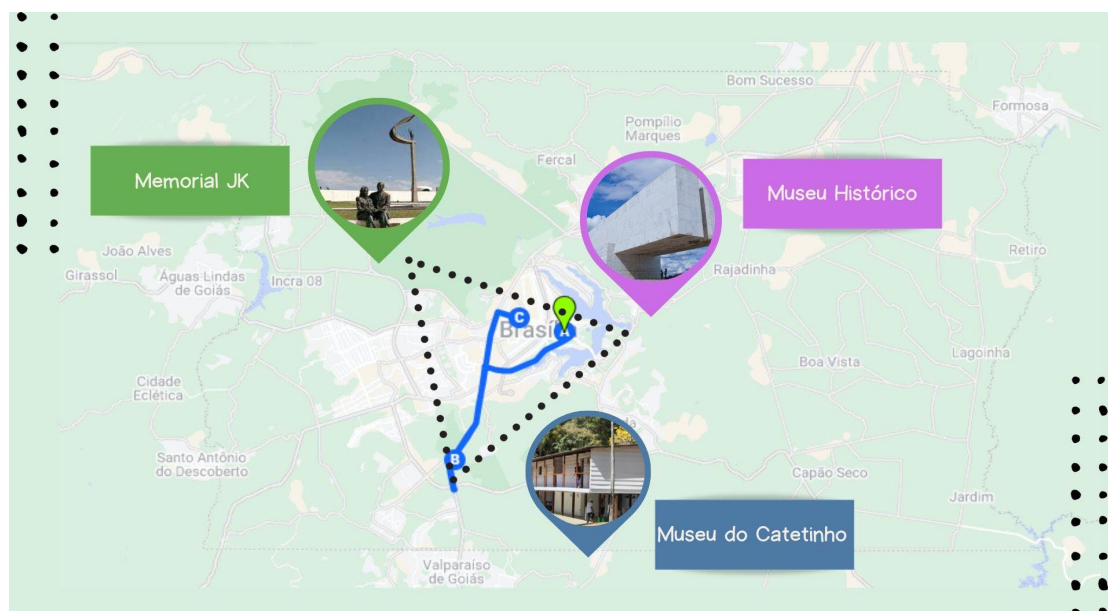 Bom Sucesso
Formosa
Pompílio
Marques
Fercal
Memorial JK
Museu Histórico
João Alves
Girassol
Águas Lindas
de Goiás
Incra 08
Rajadinha
Retiro
C
A
Boa Vista
Lagoinha
Cidade
Eclética
B
Santo Antônio
do Descoberto
Capão Seco
Jardim
Museu do Catetinho
Valparaíso
de Goiás